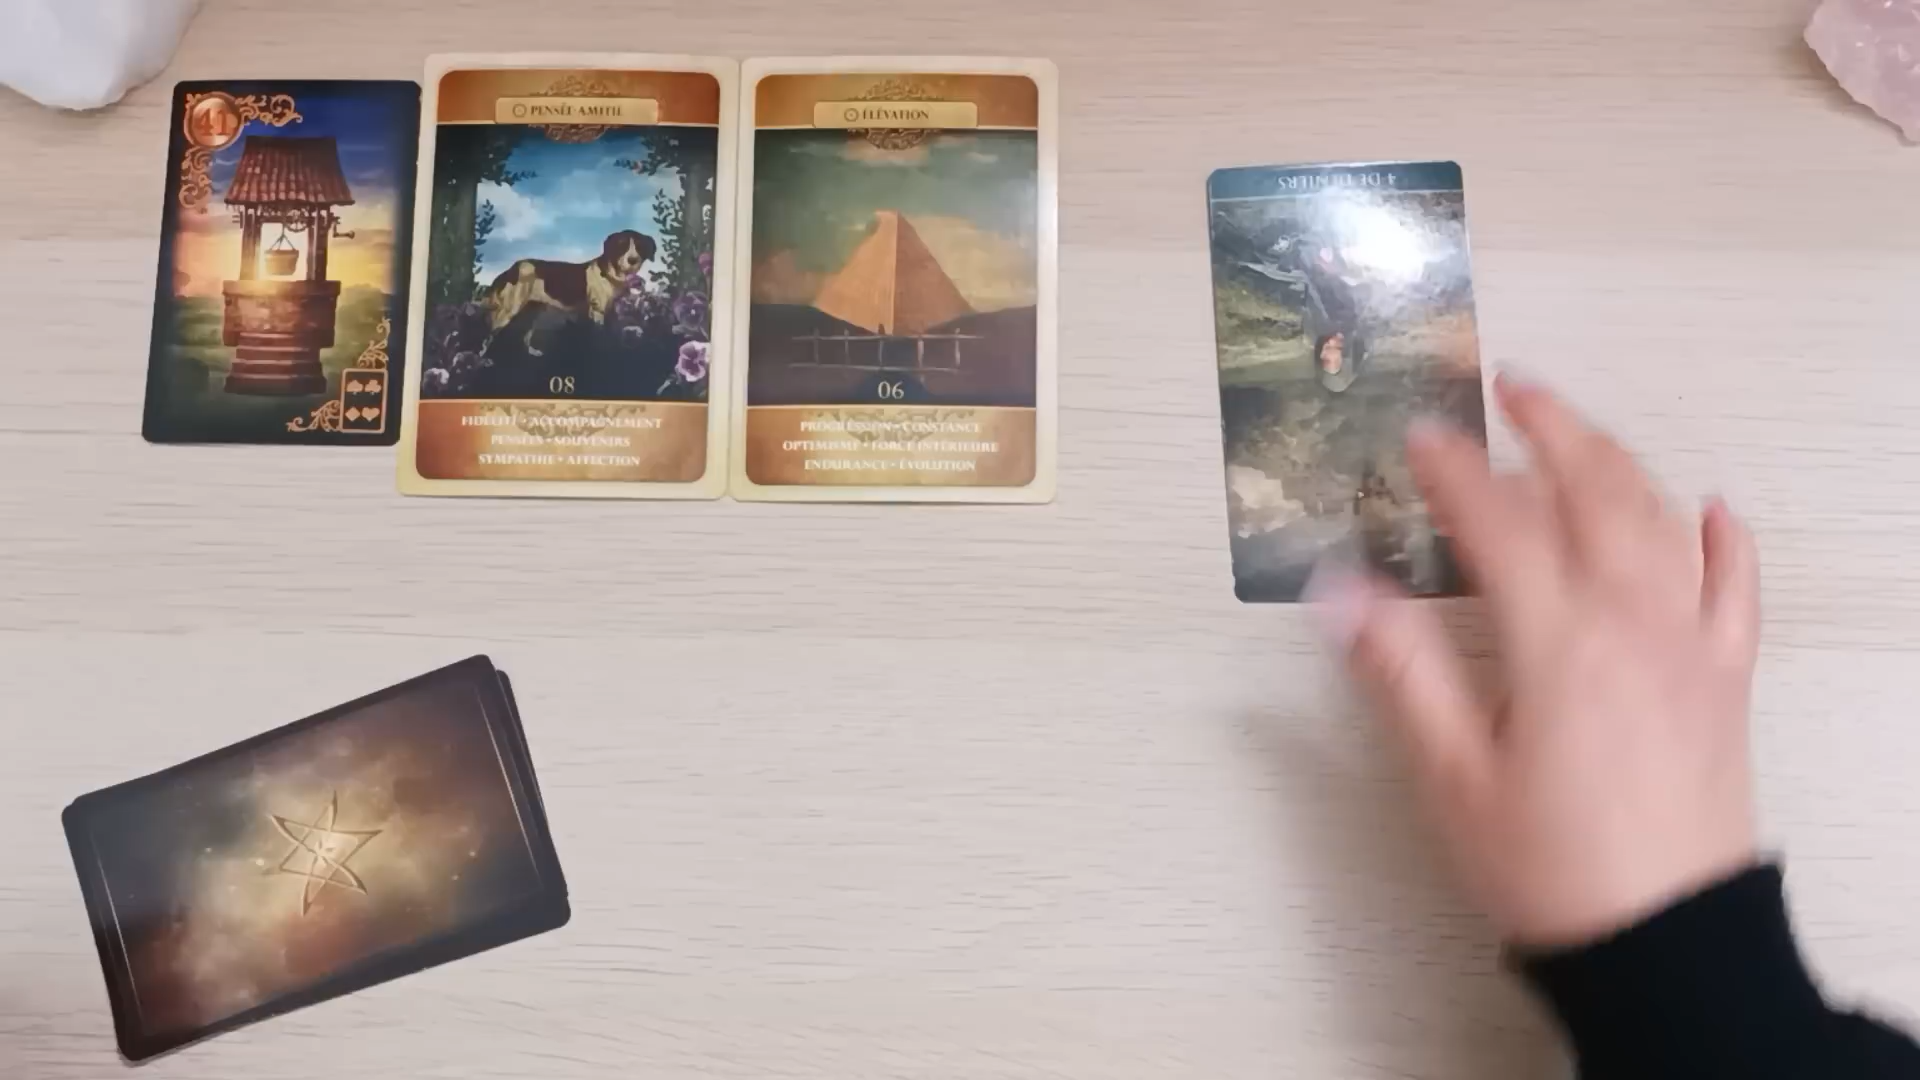 41
PENSÉE-AMITIÉ
08
FIDÉLITÉ • ACCOMPAGNEMENT
PENSÉES • SOUVENIRS
SYMPATHIE • AFFECTION
ÉLÉVATION
06
PROGRESSION • CONSTANCE
OPTIMISME • FORCE INTÉRIEURE
ENDURANCE • ÉVOLUTION
4 DE DENIERS